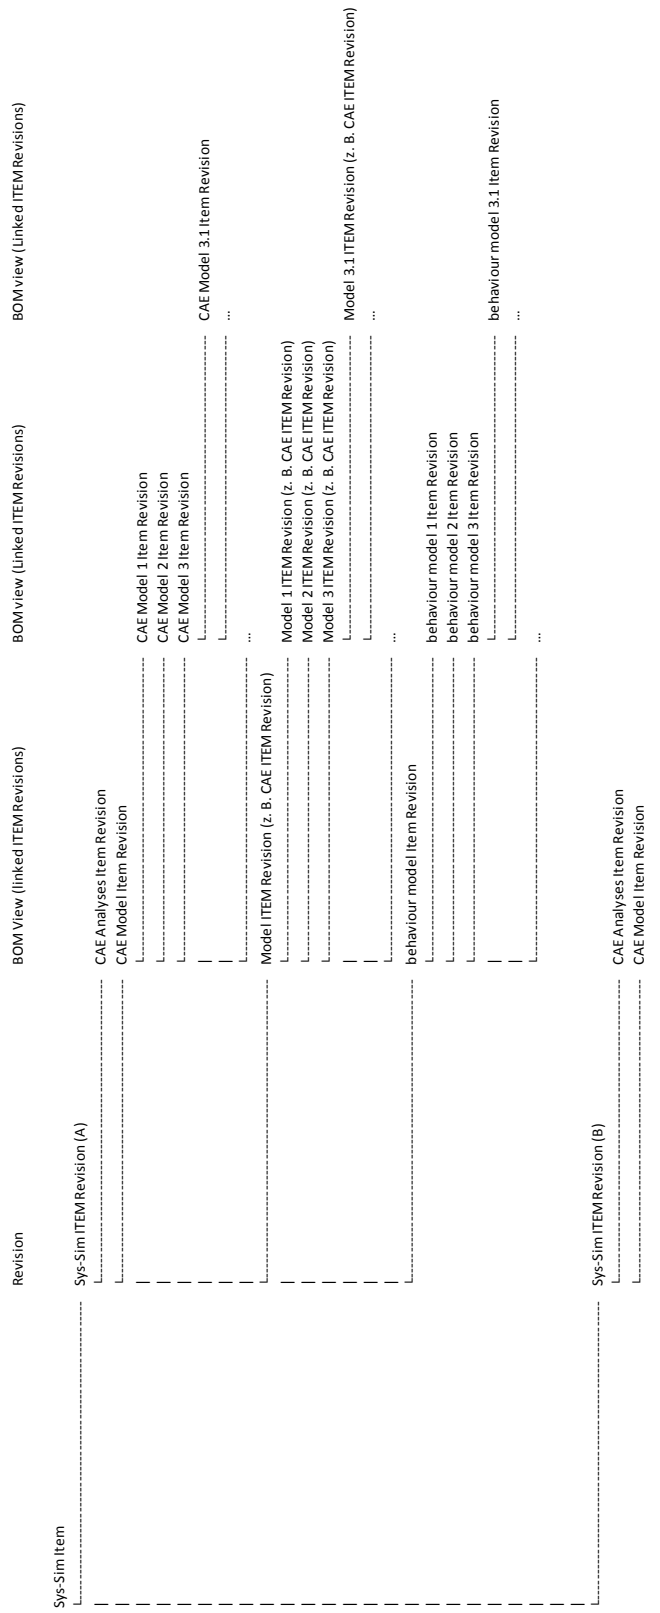 Revision
BOM View (linked ITEM Revisions)
BOM view (Linked ITEM Revisions)
BOM view (Linked ITEM Revisions)
Sys-Sim Item
Sys-Sim ITEM Revision (A)
CAE Analyses Item Revision
CAE Model Item Revision
CAE Model 1 Item Revision
CAE Model 2 Item Revision
CAE Model 3 Item Revision
CAE Model 3.1 Item Revision
...
...
Model ITEM Revision (z. B. CAE ITEM Revision)
Model 1 ITEM Revision (z. B. CAE ITEM Revision)
Model 2 ITEM Revision (z. B. CAE ITEM Revision)
Model 3 ITEM Revision (z. B. CAE ITEM Revision)
Model 3.1 ITEM Revision (z. B. CAE ITEM Revision)
...
...
behaviour model Item Revision
behaviour model 1 Item Revision
behaviour model 2 Item Revision
behaviour model 3 Item Revision
behaviour model 3.1 Item Revision
...
...
Sys-Sim ITEM Revision (B)
CAE Analyses Item Revision
CAE Model Item Revision